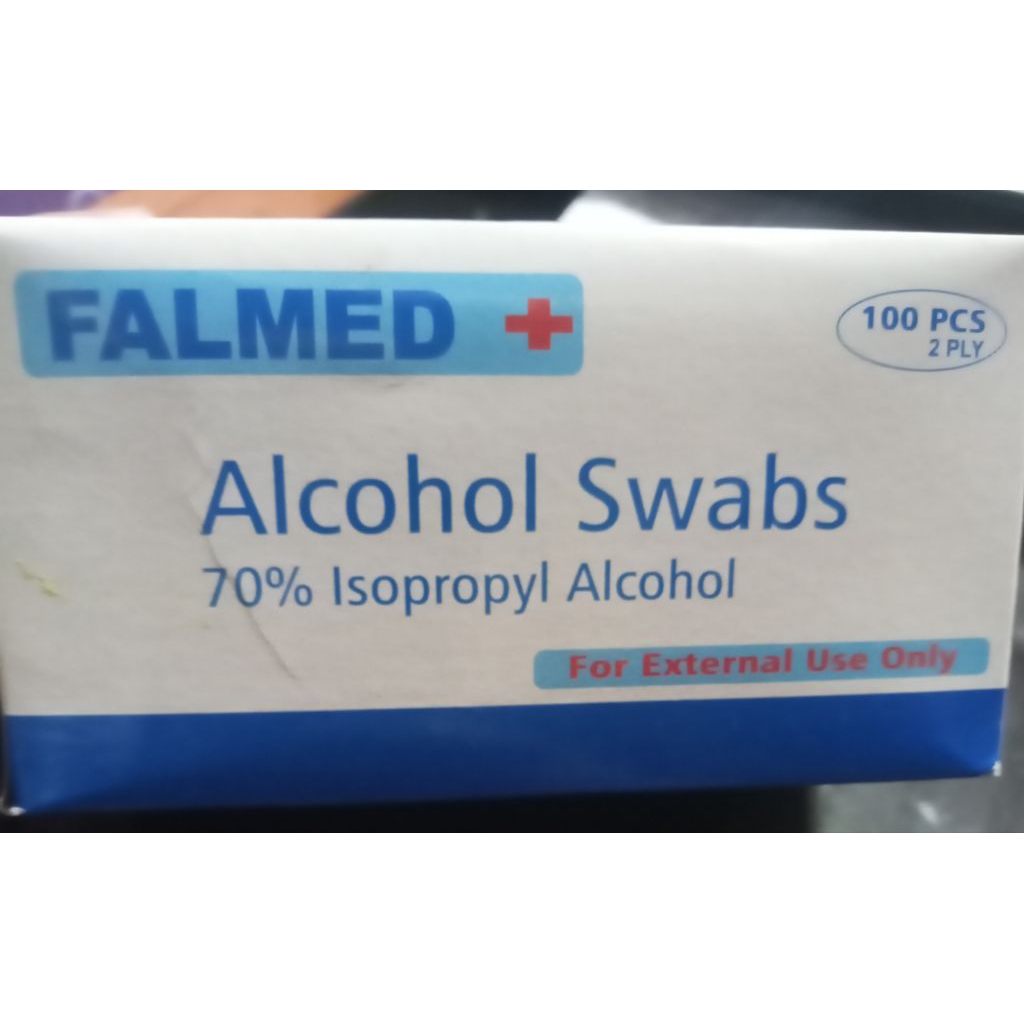 FALMED
100 PCS
2 PLY
Alcohol Swabs
70% Isopropyl Alcohol
For External Use Only